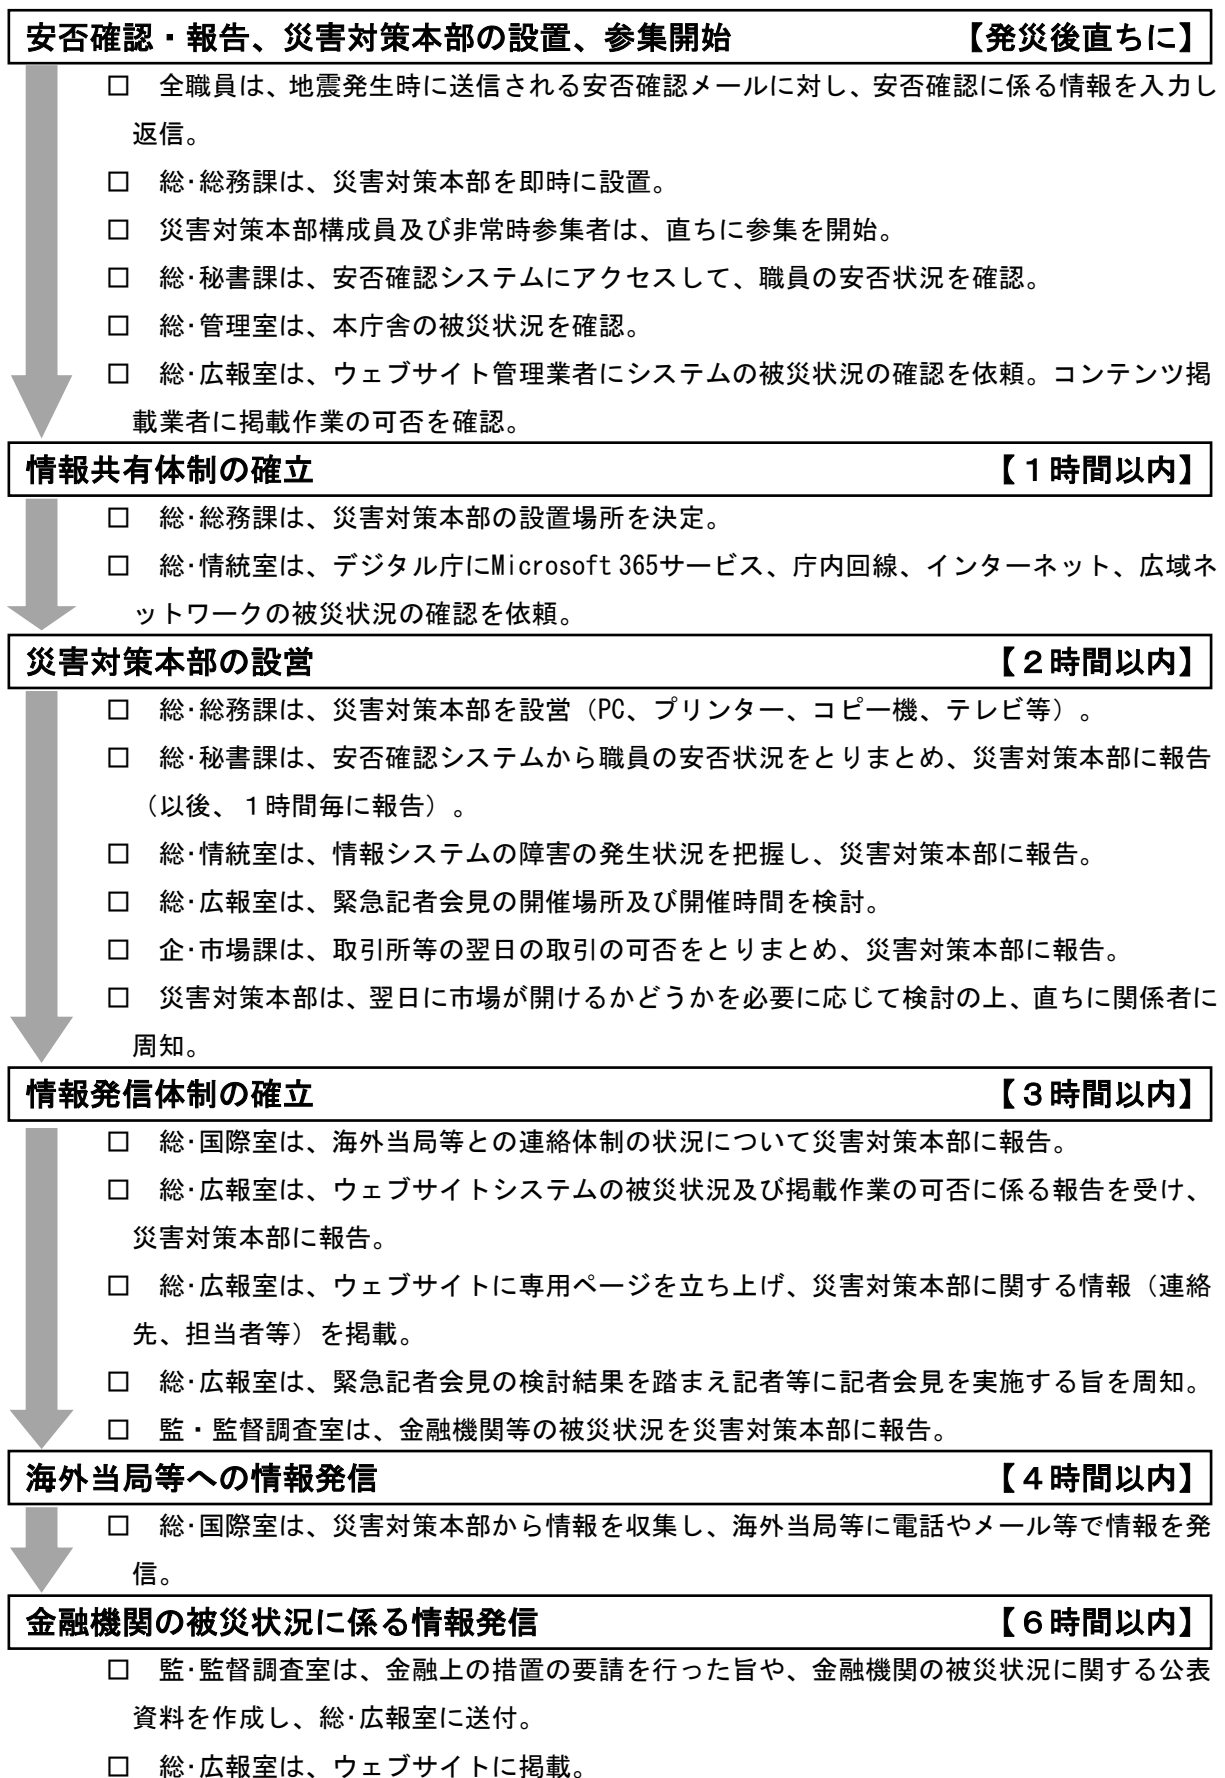 安否確認・報告、災害対策本部の設置、参集開始 【発災後直ちに】
□ 全職員は、地震発生時に送信される安否確認メールに対し、安否確認に係る情報を入力し
返信。
□ 総･総務課は、災害対策本部を即時に設置。
□ 災害対策本部構成員及び非常時参集者は、直ちに参集を開始。
□ 総･秘書課は、安否確認システムにアクセスして、職員の安否状況を確認。
□ 総･管理室は、本庁舎の被災状況を確認。
□ 総･広報室は、ウェブサイト管理業者にシステムの被災状況の確認を依頼。コンテンツ掲
載業者に掲載作業の可否を確認。
情報共有体制の確立 【１時間以内】
□ 総･総務課は、災害対策本部の設置場所を決定。
□ 総･情統室は、デジタル庁にMicrosoft 365サービス、庁内回線、インターネット、広域ネ
ットワークの被災状況の確認を依頼。
災害対策本部の設営 【２時間以内】
□ 総･総務課は、災害対策本部を設営（PC、プリンター、コピー機、テレビ等）。
□ 総･秘書課は、安否確認システムから職員の安否状況をとりまとめ、災害対策本部に報告
（以後、１時間毎に報告）。
□ 総･情統室は、情報システムの障害の発生状況を把握し、災害対策本部に報告。
□ 総･広報室は、緊急記者会見の開催場所及び開催時間を検討。
□ 企･市場課は、取引所等の翌日の取引の可否をとりまとめ、災害対策本部に報告。
□ 災害対策本部は、翌日に市場が開けるかどうかを必要に応じて検討の上、直ちに関係者に
周知。
情報発信体制の確立 【３時間以内】
□ 総･国際室は、海外当局等との連絡体制の状況について災害対策本部に報告。
□ 総･広報室は、ウェブサイトシステムの被災状況及び掲載作業の可否に係る報告を受け、
災害対策本部に報告。
□ 総･広報室は、ウェブサイトに専用ページを立ち上げ、災害対策本部に関する情報（連絡
先、担当者等）を掲載。
□ 総･広報室は、緊急記者会見の検討結果を踏まえ記者等に記者会見を実施する旨を周知。
□ 監・監督調査室は、金融機関等の被災状況を災害対策本部に報告。
海外当局等への情報発信 【４時間以内】
□ 総･国際室は、災害対策本部から情報を収集し、海外当局等に電話やメール等で情報を発
信。
金融機関の被災状況に係る情報発信 【６時間以内】
□ 監･監督調査室は、金融上の措置の要請を行った旨や、金融機関の被災状況に関する公表
資料を作成し、総･広報室に送付。
□ 総･広報室は、ウェブサイトに掲載。